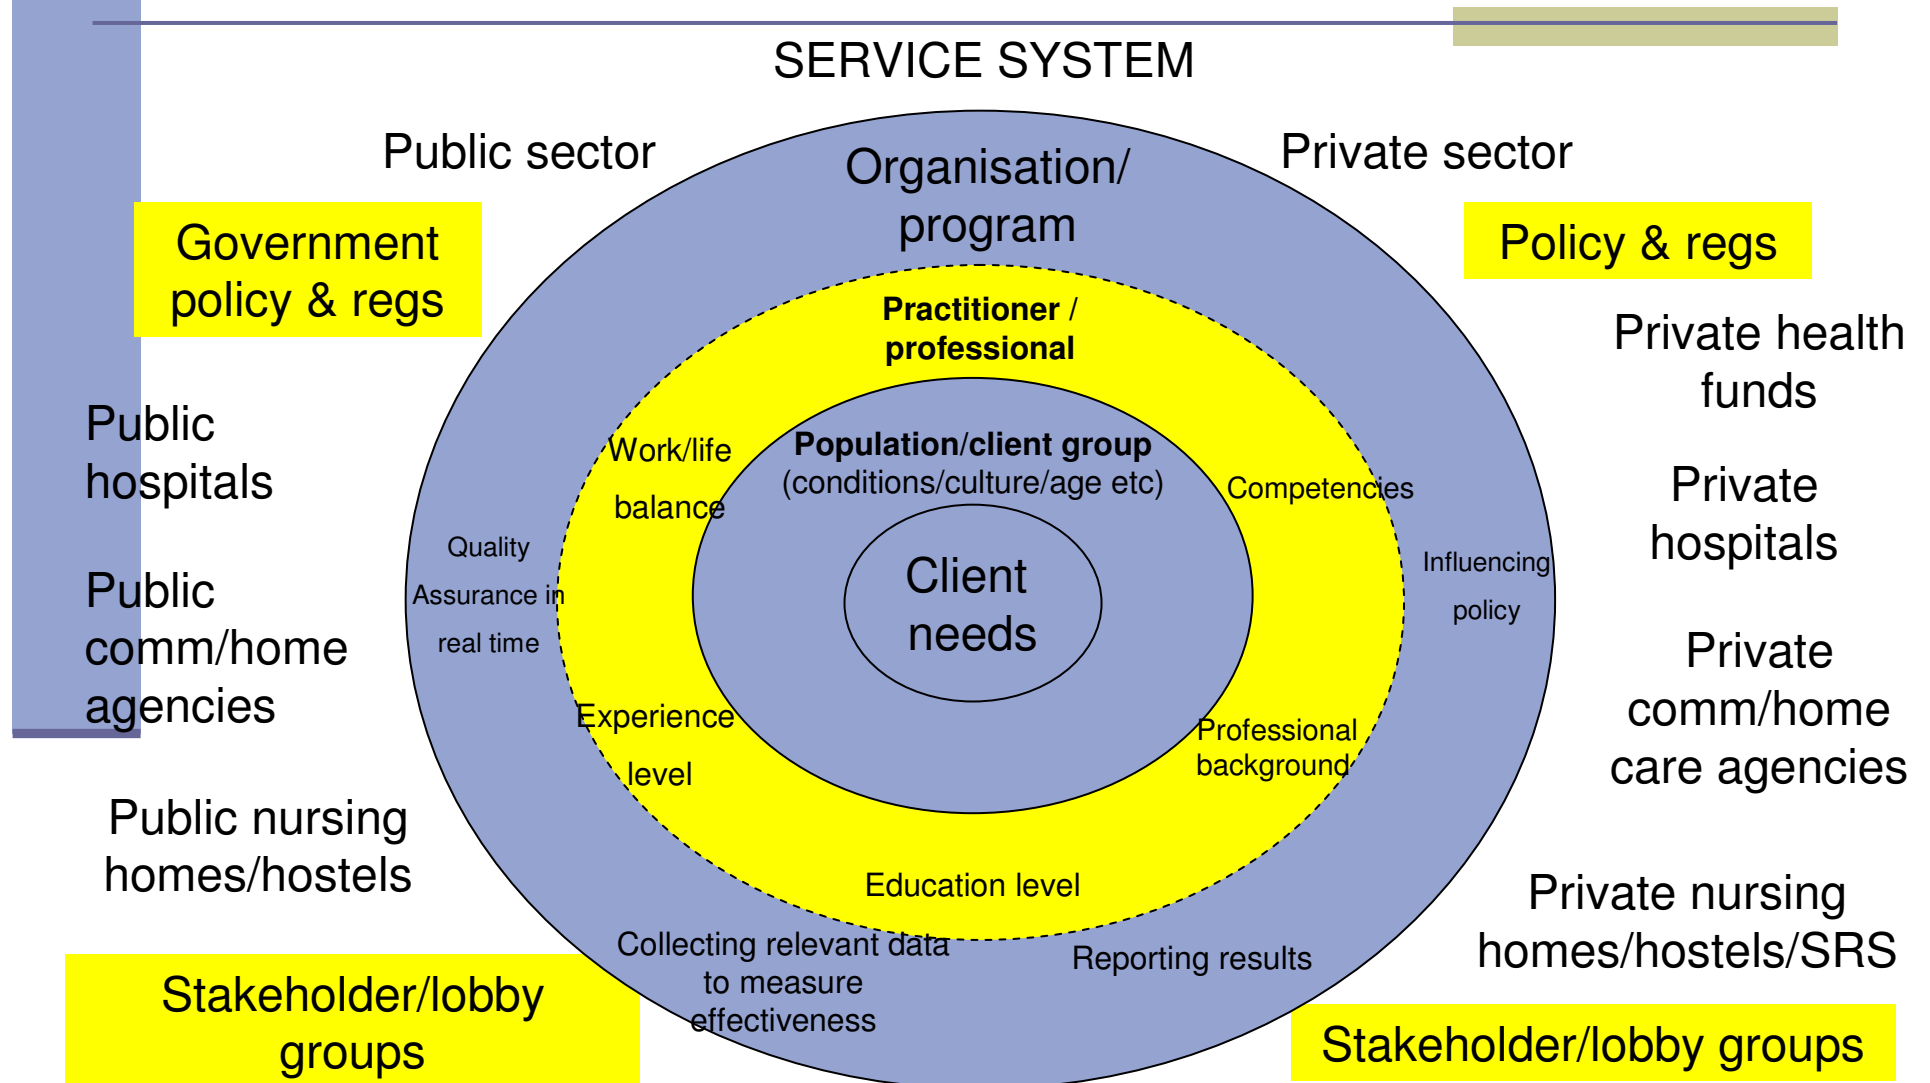 SERVICE SYSTEM
Public sector
Private sector
Organisation/
program
Government
policy & regs
Policy & regs
Practitioner /
professional
Private health
funds
Public
hospitals
Work/life
balance
Population/client group
(conditions/culture/age etc)
Competencies
Private
hospitals
Quality
Assurance in
real time
Client
needs
Influencing
policy
Public
comm/home
agencies
Private
comm/home
care agencies
Experience
level
Professional
background
Public nursing
homes/hostels
Education level
Private nursing
homes/hostels/SRS
Collecting relevant data
to measure
effectiveness
Reporting results
Stakeholder/lobby
groups
Stakeholder/lobby groups